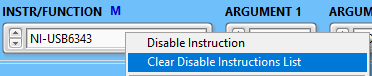 INSTR/FUNCTION M ARGUMENT 1 ARGUM
NI-USB6343
Disable Instruction
Clear Disable Instructions List